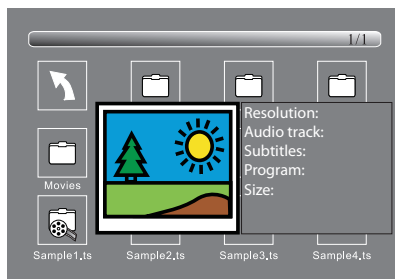 1/1
Resolution:
Audio track:
Subtitles:
Program:
Size:
Movies
Sample1.ts Sample2.ts Sample3.ts Sample4.ts